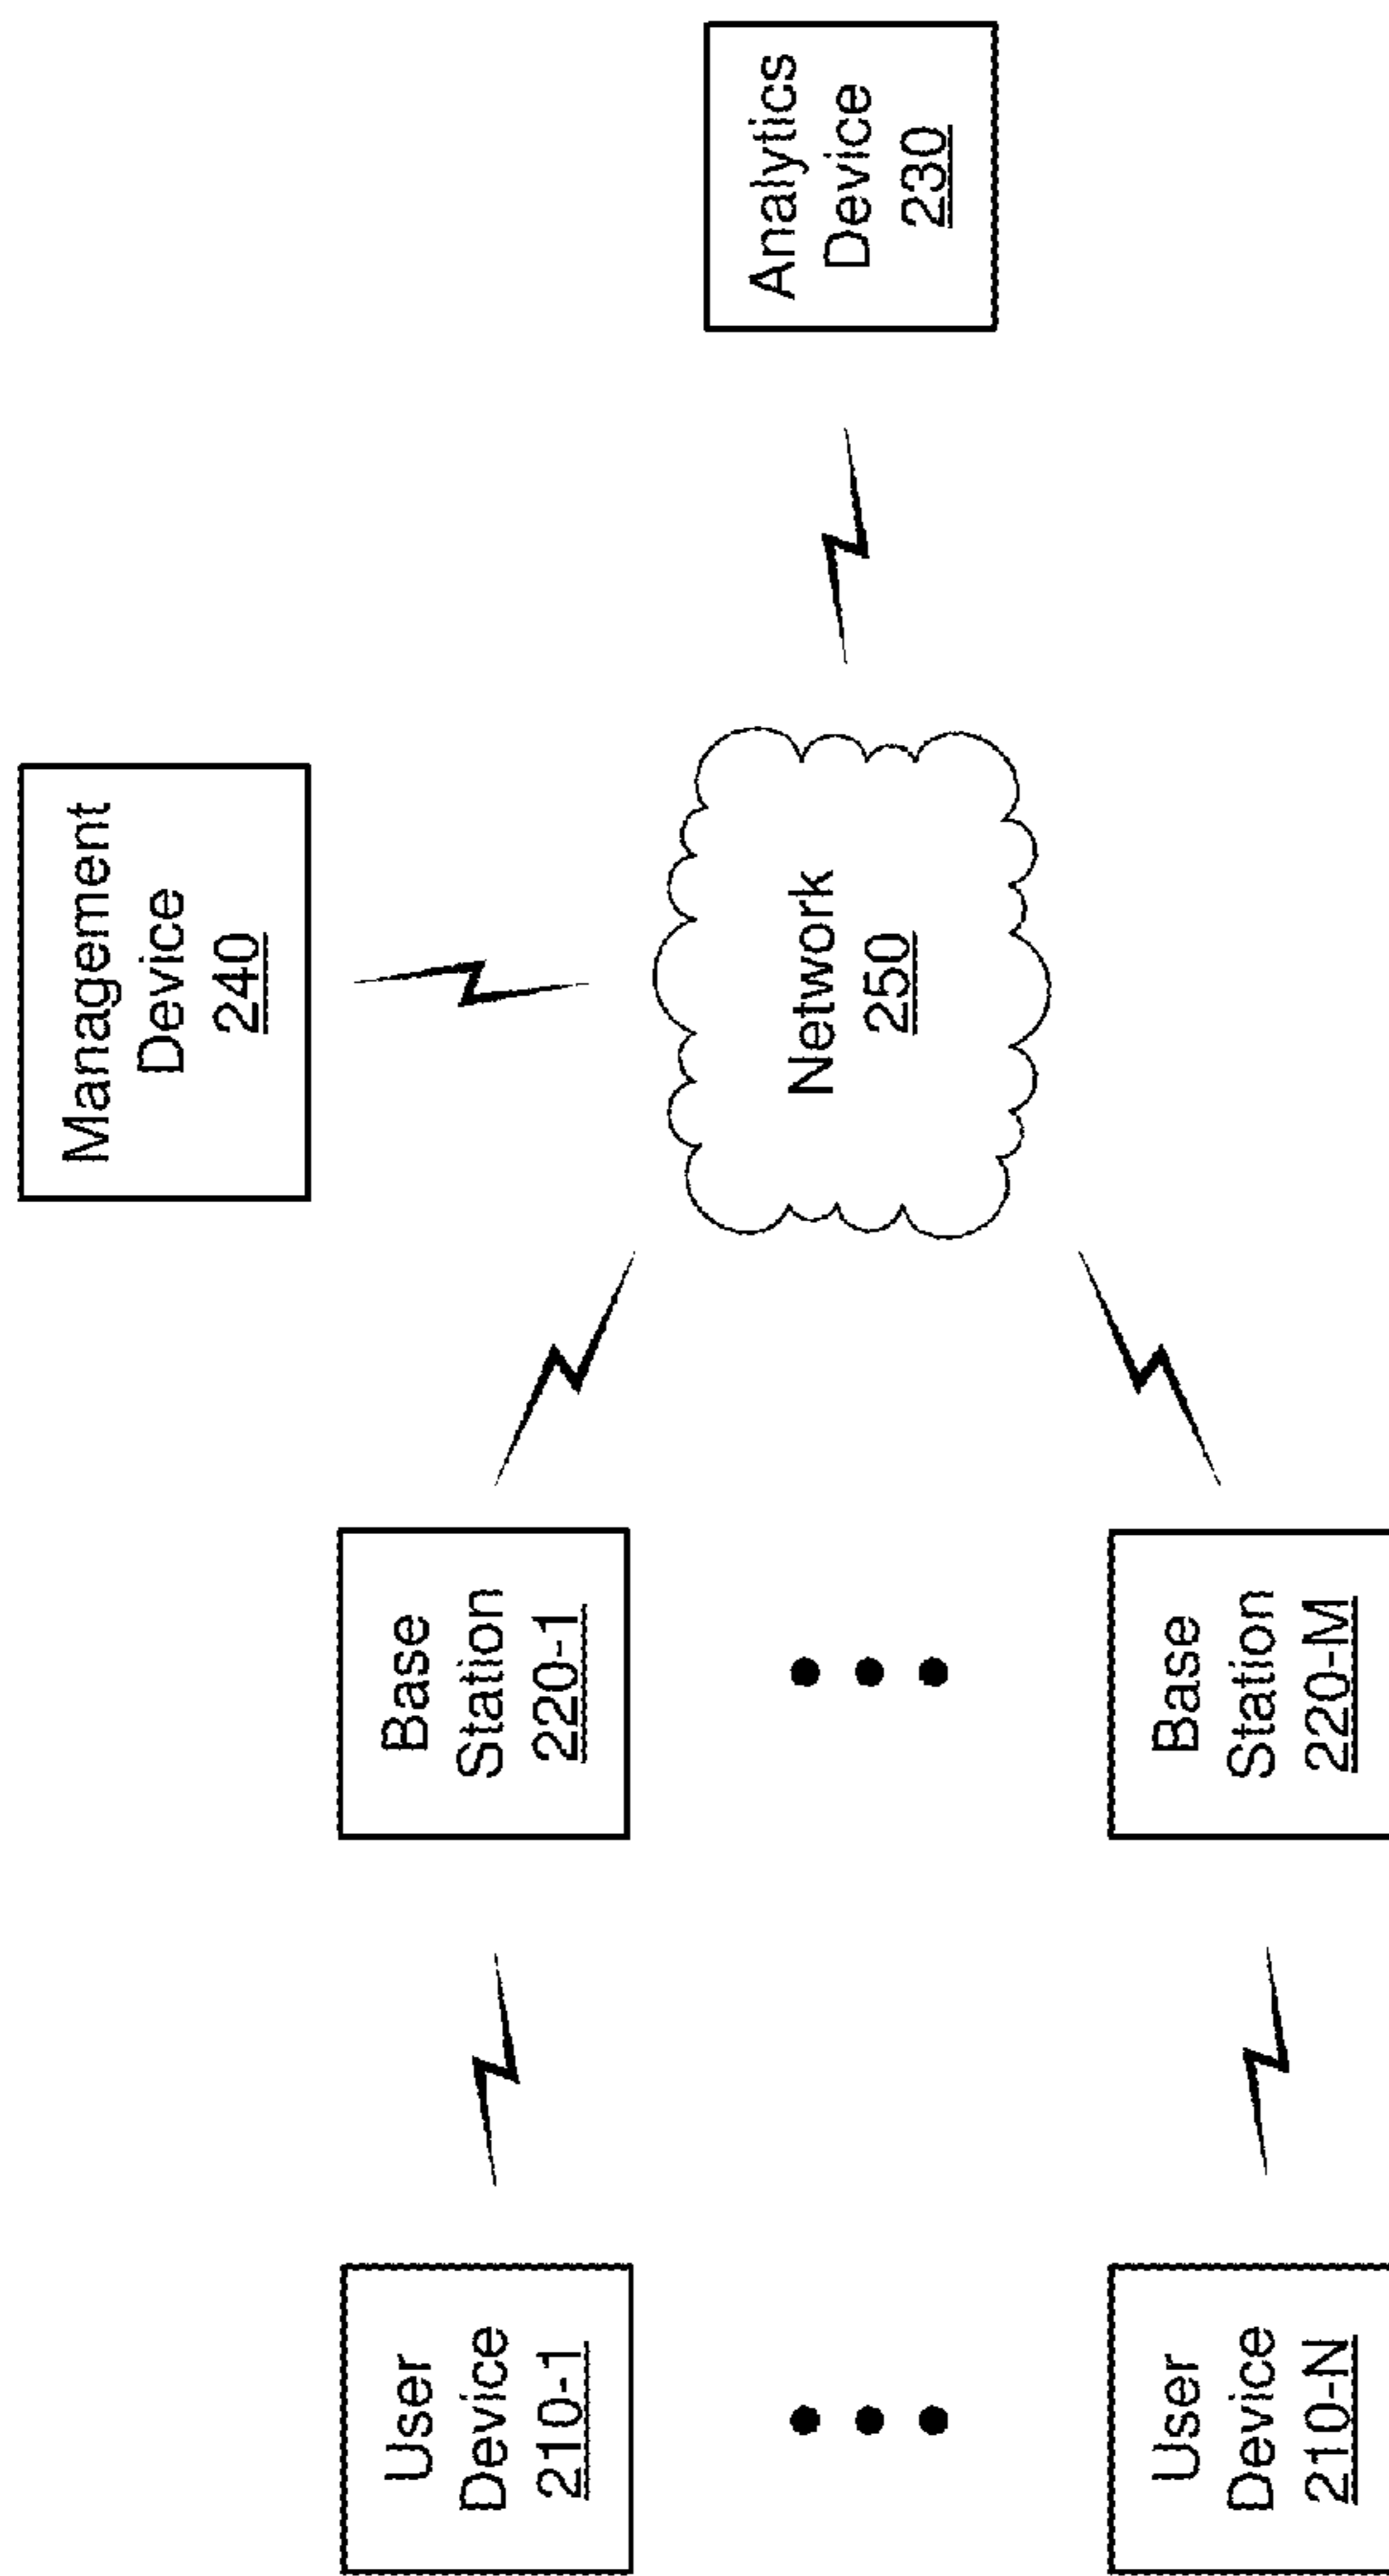 Management
Device
240
User
Device
210-1
Base
Station
220-1
Network
250
Analytics
Device
230
User
Device
210-N
Base
Station
220-M